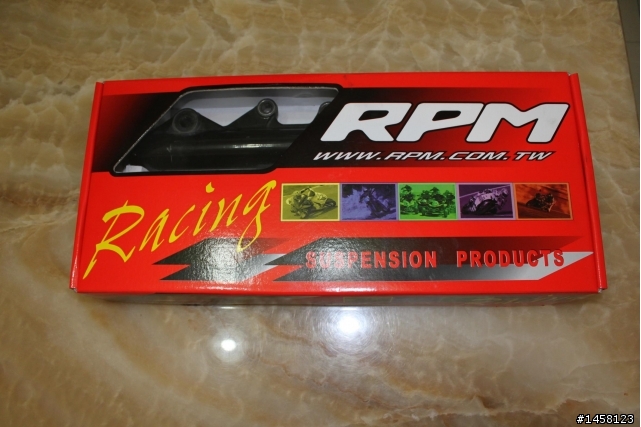 RPM
WWW.RPM.COM.TW
Racing
SUSPENSION PRODUCTS
#1458123